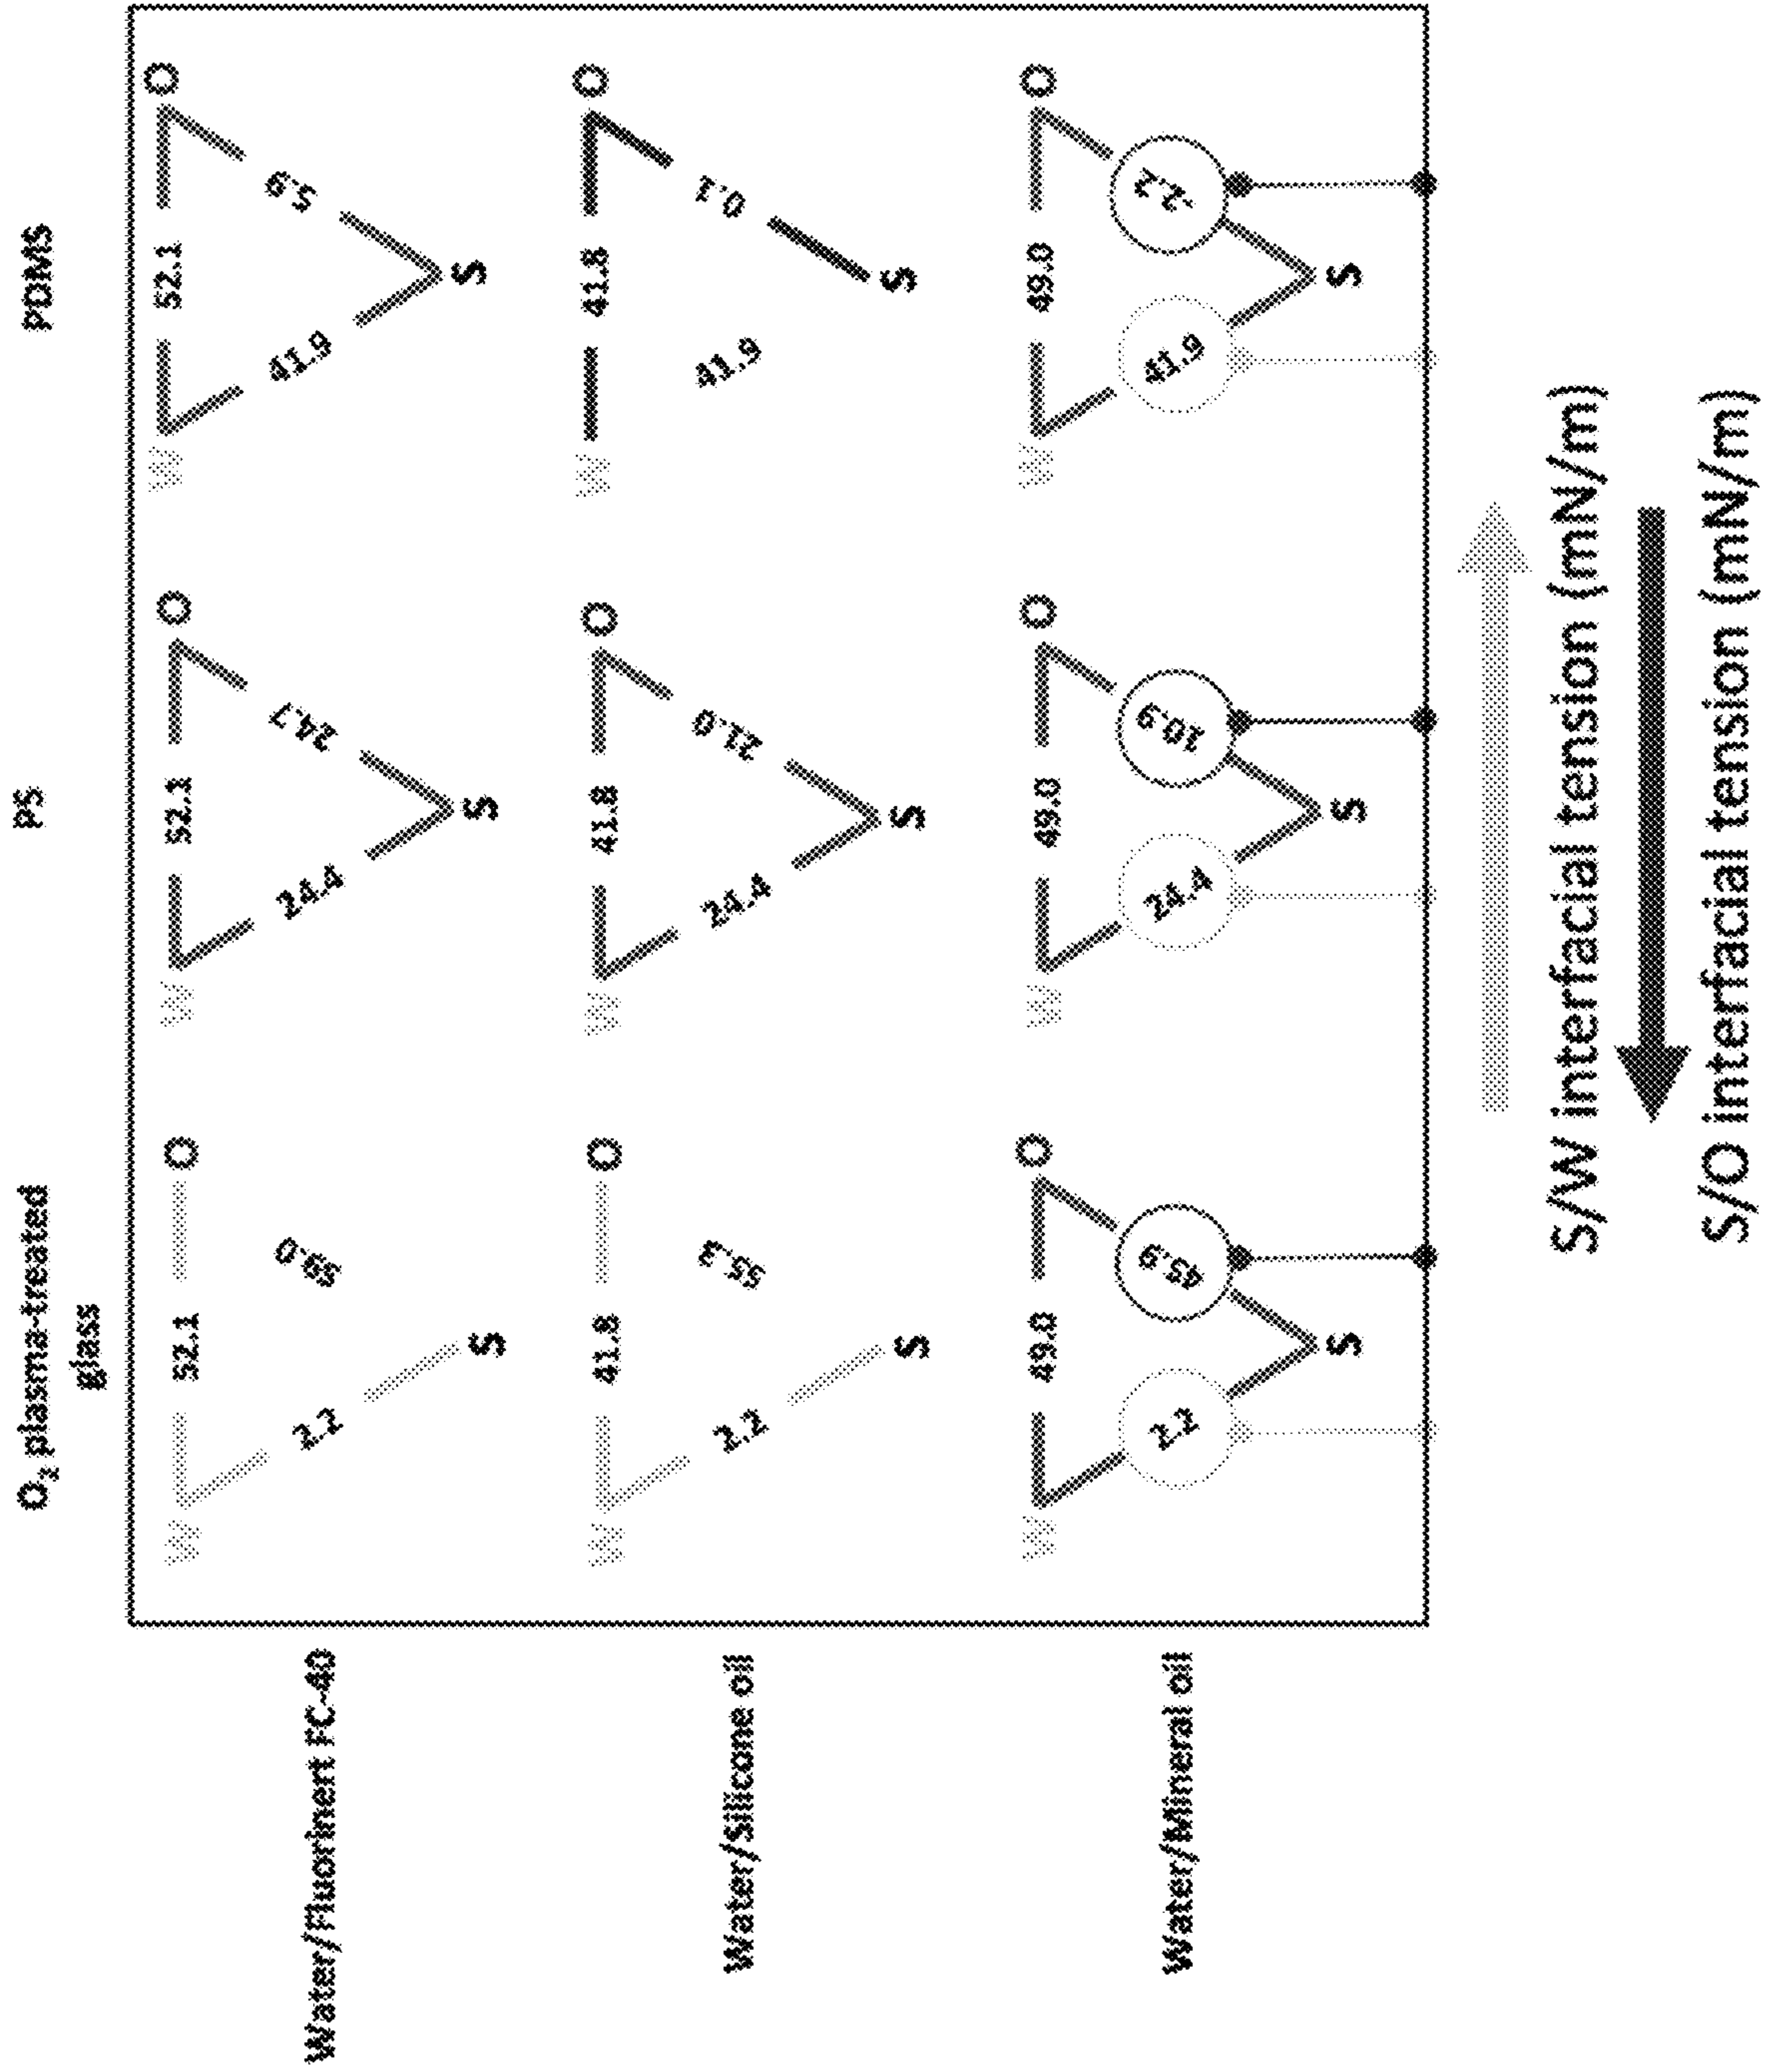 O₂ plasma-treated
glass
PS
PDMS
Water/Fluorinert FC-40
W 52.1 O
2.2
S
W 52.1 O
24.4 24.7
S
W 52.1 O
41.9 5.9
S
Water/Silicone oil
W 41.8 O
2.2 55.3
S
W 41.8 O
24.4 21.0
S
W 41.8 O
41.9 0.1
S
Water/Mineral oil
W 49.0 O
2.2 45.9
S
W 49.0 O
24.4 10.9
S
W 49.0 O
41.9 -2.2
S
S/W interfacial tension (mN/m)
S/O interfacial tension (mN/m)